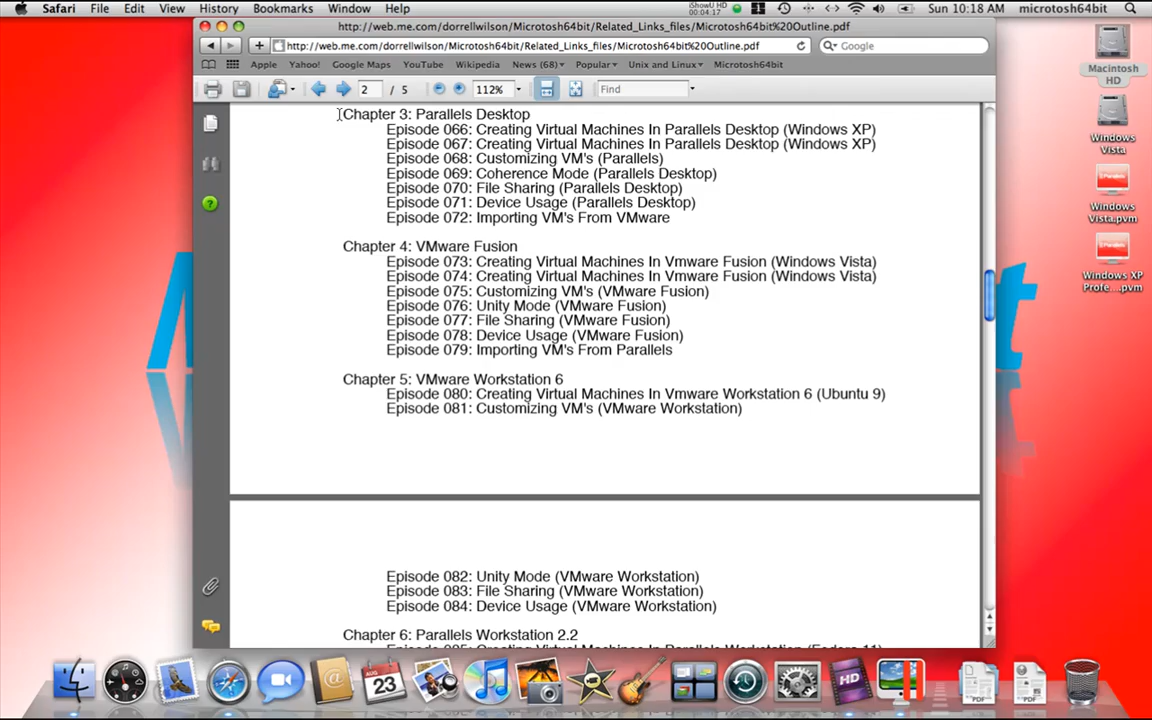 Safari File Edit View History Bookmarks Window Help
iShowU HD
00:04:17
Sun 10:18 AM microtosh64bit
http://web.me.com/dorrellwilson/Microtosh64bit/Related_Links_files/Microtosh64bit%20Outline.pdf
http://web.me.com/dorrellwilson/Microtosh64bit/Related_Links_files/Microtosh64bit%20Outline.pdf
Google
Apple Yahoo! Google Maps YouTube Wikipedia News (68) Popular Unix and Linux Microtosh64bit
2 / 5 112% Find
Chapter 3: Parallels Desktop
Episode 066: Creating Virtual Machines In Parallels Desktop (Windows XP)
Episode 067: Creating Virtual Machines In Parallels Desktop (Windows XP)
Episode 068: Customizing VM's (Parallels)
Episode 069: Coherence Mode (Parallels Desktop)
Episode 070: File Sharing (Parallels Desktop)
Episode 071: Device Usage (Parallels Desktop)
Episode 072: Importing VM's From VMware
Chapter 4: VMware Fusion
Episode 073: Creating Virtual Machines In Vmware Fusion (Windows Vista)
Episode 074: Creating Virtual Machines In Vmware Fusion (Windows Vista)
Episode 075: Customizing VM's (VMware Fusion)
Episode 076: Unity Mode (VMware Fusion)
Episode 077: File Sharing (VMware Fusion)
Episode 078: Device Usage (VMware Fusion)
Episode 079: Importing VM's From Parallels
Chapter 5: VMware Workstation 6
Episode 080: Creating Virtual Machines In Vmware Workstation 6 (Ubuntu 9)
Episode 081: Customizing VM's (VMware Workstation)
Episode 082: Unity Mode (VMware Workstation)
Episode 083: File Sharing (VMware Workstation)
Episode 084: Device Usage (VMware Workstation)
Chapter 6: Parallels Workstation 2.2
Macintosh
HD
Windows
Vista
Windows
Vista.pvm
Windows XP
Profe....pvm
AUG
23
HD
PDF
PDF